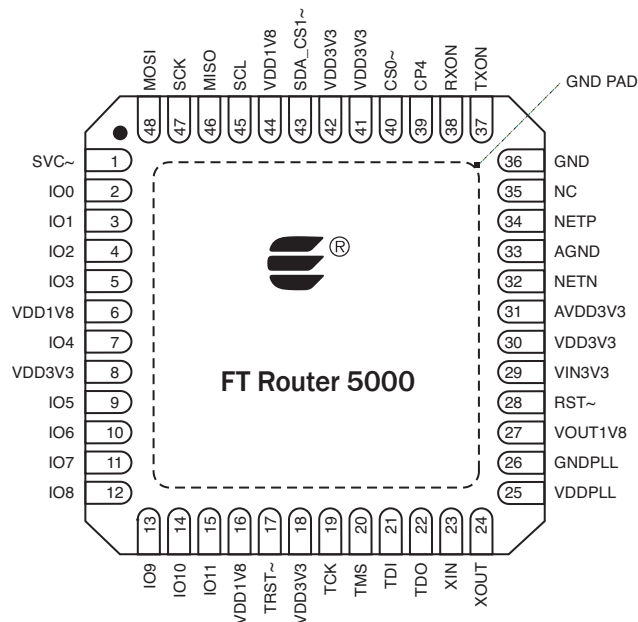 MOSI
SCK
MISO
SCL
VDD1V8
SDA_CS1~
VDD3V3
VDD3V3
CS0~
CP4
RXON
TXON
GND PAD
48
47
46
45
44
43
42
41
40
39
38
37
SVC~ 1
IO0 2
IO1 3
IO2 4
IO3 5
VDD1V8 6
IO4 7
VDD3V3 8
IO5 9
IO6 10
IO7 11
IO8 12
®
FT Router 5000
36 GND
35 NC
34 NETP
33 AGND
32 NETN
31 AVDD3V3
30 VDD3V3
29 VIN3V3
28 RST~
27 VOUT1V8
26 GNDPLL
25 VDDPLL
13
14
15
16
17
18
19
20
21
22
23
24
IO9
IO10
IO11
VDD1V8
TRST~
VDD3V3
TCK
TMS
TDI
TDO
XIN
XOUT